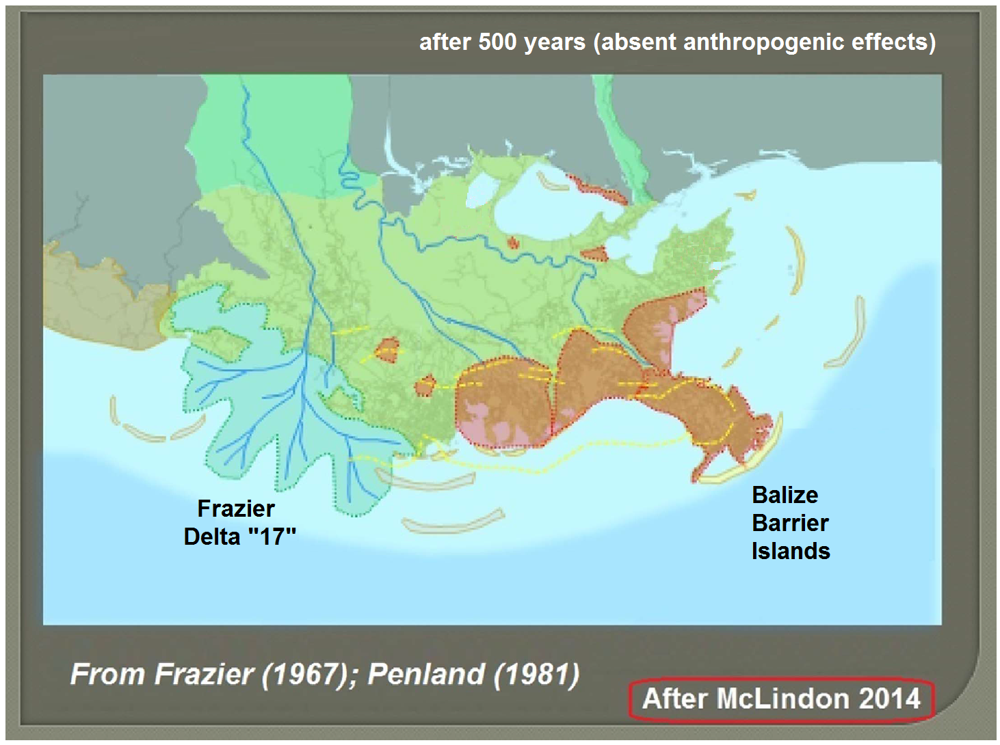 after 500 years (absent anthropogenic effects)
Frazier
Delta "17"
Balize
Barrier
Islands
From Frazier (1967); Penland (1981)
After McLindon 2014